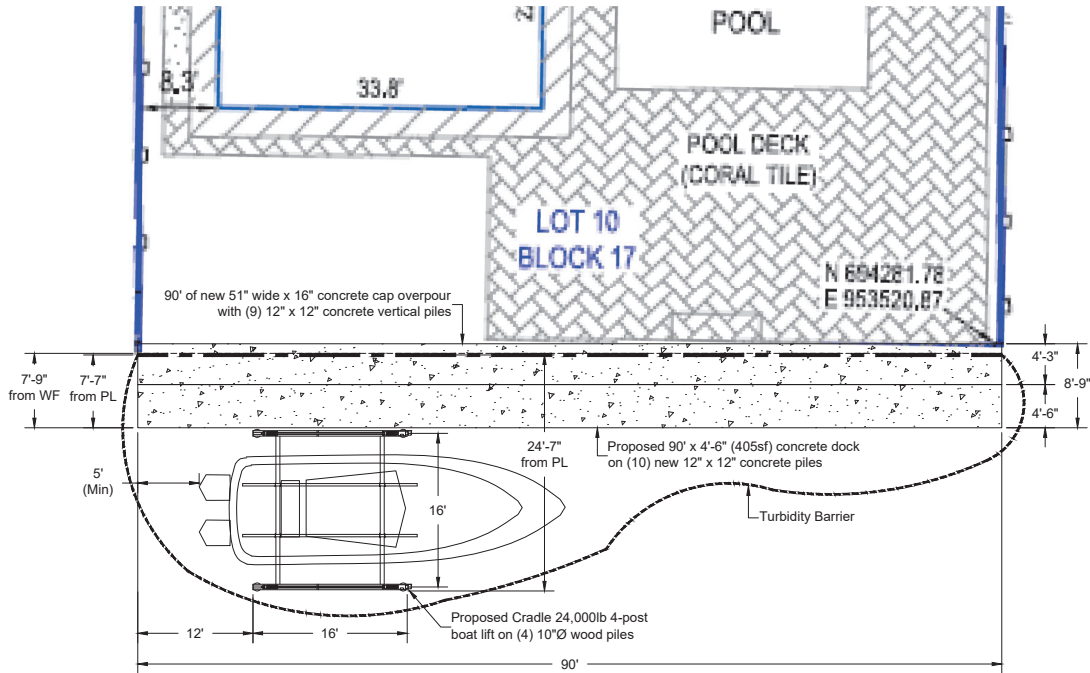 POOL
8.3'
33.8'
POOL DECK
(CORAL TILE)
LOT 10
BLOCK 17
N 694281.78
E 953520.87
90' of new 51" wide x 16" concrete cap overpour
with (9) 12" x 12" concrete vertical piles
7'-9"
from WF
7'-7"
from PL
4'-3"
8'-9"
4'-6"
24'-7"
from PL
Proposed 90' x 4'-6" (405sf) concrete dock
on (10) new 12" x 12" concrete piles
5'
(Min)
16'
Turbidity Barrier
Proposed Cradle 24,000lb 4-post
boat lift on (4) 10"Ø wood piles
12'
16'
90'